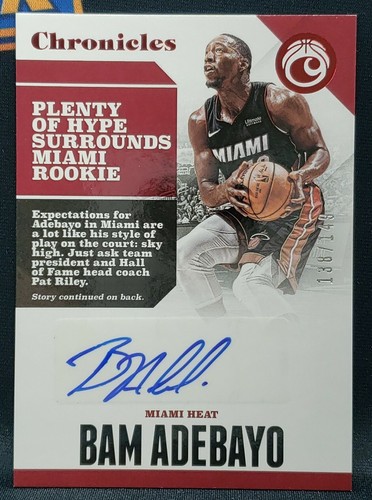 Chronicles
PLENTY
OF HYPE
SURROUNDS
MIAMI
ROOKIE
MIAMI
Expectations for
Adebayo in Miami are
a lot like his style of
play on the court: sky
high. Just ask team
president and Hall
of Fame head coach
Pat Riley.
Story continued on back.
MIAMI HEAT
BAM ADEBAYO